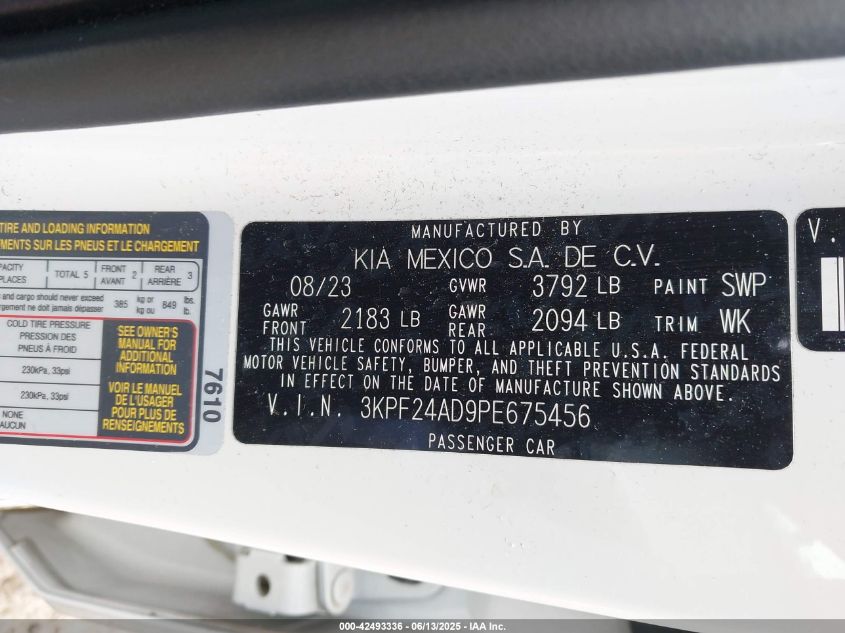 TIRE AND LOADING INFORMATION
EMENTS SUR LES PNEUS ET LE CHARGEMENT
PACITY
PLACES
TOTAL 5
FRONT
AVANT 2
REAR
ARRIÈRE 3
and cargo should never exceed
rgement ne doit jamais dépasser
385 kg or
kg ou
849 lbs.
lb.
COLD TIRE PRESSURE
PRESSION DES
PNEUS À FROID
230kPa, 33psi
230kPa, 33psi
NONE
AUCUN
SEE OWNER'S
MANUAL FOR
ADDITIONAL
INFORMATION
VOIR LE MANUEL
DE L'USAGER
POUR PLUS DE
RENSEIGNEMENTS
7610
MANUFACTURED BY
KIA MEXICO S.A. DE C.V.
08/23 GVWR 3792 LB PAINT SWP
GAWR
FRONT 2183 LB GAWR
REAR 2094 LB TRIM WK
THIS VEHICLE CONFORMS TO ALL APPLICABLE U.S.A. FEDERAL
MOTOR VEHICLE SAFETY, BUMPER, AND THEFT PREVENTION STANDARDS
IN EFFECT ON THE DATE OF MANUFACTURE SHOWN ABOVE.
V.I.N. 3KPF24AD9PE675456
PASSENGER CAR
V.
000-42493336 - 06/13/2025 - IAA Inc.